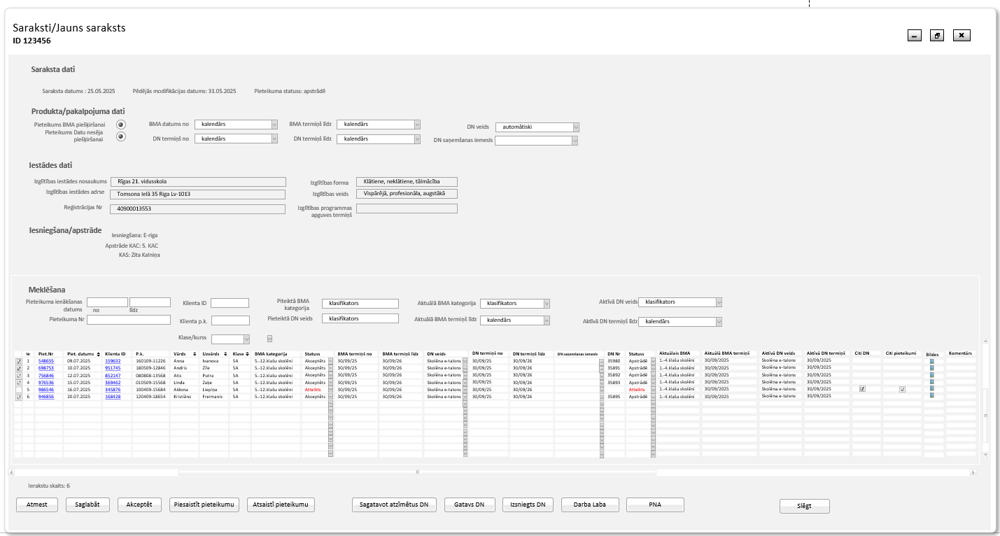 Saraksti/Jauns saraksts
ID 123456
Saraksta dati
Saraksta datums : 25.05.2025 Pēdējās modifikācijas datums: 31.05.2025 Pieteikuma statuss: apstrādē
Produkta/pakalpojuma dati
Pieteikums BMA piešķiršanai BMA datums no kalendārs BMA termiņš līdz kalendārs DN veids automātiski
Pieteikums Datu nesēja piešķiršanai DN termiņš no kalendārs DN termiņš līdz kalendārs DN saņemšanas iemesls
Iestādes dati
Izglītības iestādes nosaukums Rīgas 21. vidusskola Izglītības forma Klātiene, neklātiene, tālmācība
Izglītības iestādes adrse Tomsona Ielā 35 Riga Lv-1013 Izglītības veids Vispārējā, profesionāla, augstākā
Reģistrācijas Nr 40900013553 Izglītības programmas
apguves termiņš
Iesniegšana/apstrāde
Iesniegšana: E-riga
Apstrāde KAC: 5. KAC
KAS: Zita Kalniņa
Meklēšana
Pieteikuma ienākšanas datums no līdz Klienta ID Piteiktā BMA kategorija klasifikators Aktuālā BMA kategorija klasifikators Aktīvā DN veids klasifikators
Pieteikuma Nr Klienta p.k. Pieteiktā DN veids klasifikators Aktuālā BMA termiņš līdz kalendārs Aktīvā DN termiņš līdz kalendārs
Klase/kurss
Nr Piet.Nr Piet. datums Klienta ID P.k. Vārds Uzvārds Klase BMA kategorija Statuss BMA termiņš no BMA termiņš līdz DN veids DN termiņš no DN termiņš līdz DN saņemšanas iemesls DN Nr Statuss Aktuālais BMA Aktuālā BMA termiņš Aktīvā DN veids Aktīvā DN termiņš Citi DN Citi pieteikumi Bildes Komentārs
1 548655 09.07.2025 159632 160109-11226 Anna Ivanova 5A 5.-12.klašu skolēni Akceptēts 30/09/25 30/09/26 Skolēna e-talons 30/09/25 30/09/26 35980 Apstrādē 1.-4.klašu skolēni 30/09/2025 Skolēna e-talons 30/09/2025
2 698753 10.07.2025 951745 180509-12846 Andris Zīle 5A 5.-12.klašu skolēni Akceptēts 30/09/25 30/09/26 Skolēna e-talons 30/09/25 30/09/26 35891 Apstrādē 1.-4.klašu skolēni 30/09/2025 Skolēna e-talons 30/09/2025
3 756846 12.07.2025 852147 080808-13568 Atis Putra 5A 5.-12.klašu skolēni Akceptēts 30/09/25 30/09/26 Skolēna e-talons 30/09/25 30/09/26 35892 Apstrādē 1.-4.klašu skolēni 30/09/2025 Skolēna e-talons 30/09/2025
4 976536 15.07.2025 369462 010509-15568 Linda Zaķe 5A 5.-12.klašu skolēni Akceptēts 30/09/25 30/09/26 Skolēna e-talons 30/09/25 30/09/26 35893 Apstrādē 1.-4.klašu skolēni 30/09/2025 Skolēna e-talons 30/09/2025
5 986546 16.07.2025 345876 100409-15684 Aldona Liepiņa 5A 5.-12.klašu skolēni Atteikts 30/09/25 30/09/26 Skolēna e-talons 30/09/25 30/09/26 Atteikts 1.-4.klašu skolēni 30/09/2025 Skolēna e-talons 30/09/2025
6 946856 20.07.2025 168428 120409-18654 Kristiāns Freimanis 5A 5.-12.klašu skolēni Akceptēts 30/09/25 30/09/26 Skolēna e-talons 30/09/25 30/09/26 35895 Apstrādē 1.-4.klašu skolēni 30/09/2025 Skolēna e-talons 30/09/2025
Ierakstu skaits: 6
Atmest Saglabāt Akceptēt Piesaistīt pieteikumu Atsaistī pieteikumu Sagatavot atzīmētus DN Gatavs DN Izsniegts DN Darba Laba PNA Slēgt